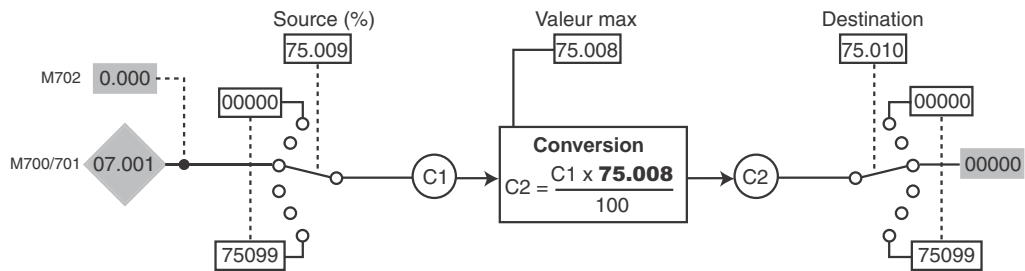 Source (%)
75.009
Valeur max
75.008
Destination
75.010
M702
0.000
00000
00000
M700/701
07.001
C1
Conversion
C2 = C1 x 75.008
100
C2
00000
75099
75099